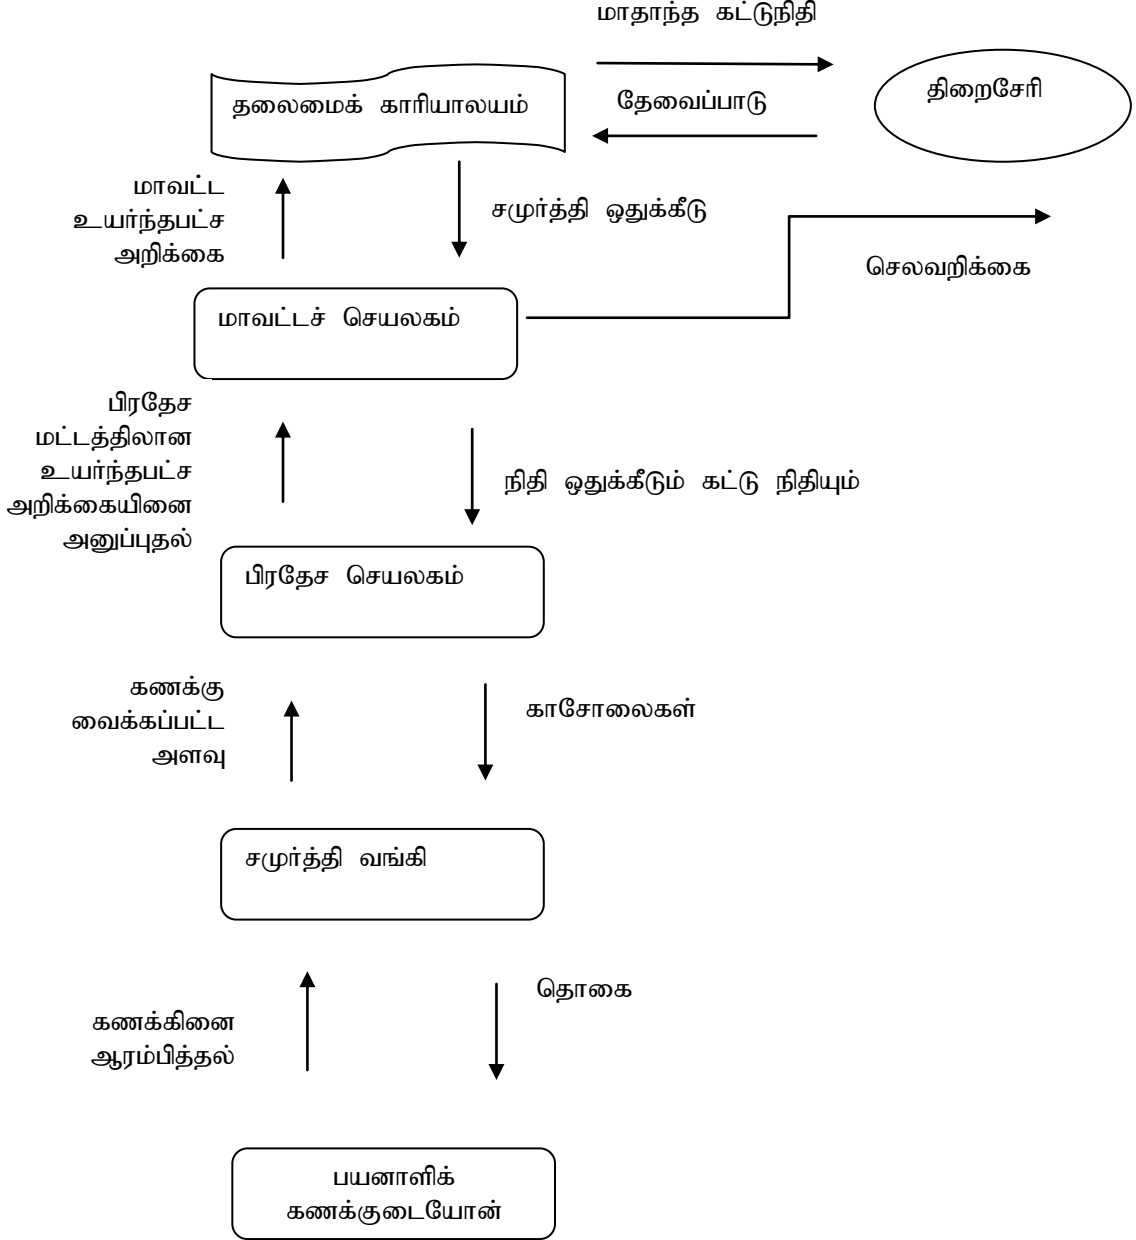 மாதாந்த கட்டுநிதி
தலைமைக் காரியாலயம்
தேவைப்பாடு
திறைசேரி
மாவட்ட
உயர்ந்தபட்ச
அறிக்கை
சமுர்த்தி ஒதுக்கீடு
செலவறிக்கை
மாவட்டச் செயலகம்
பிரதேச
மட்டத்திலான
உயர்ந்தபட்ச
அறிக்கையினை
அனுப்புதல்
நிதி ஒதுக்கீடும் கட்டு நிதியும்
பிரதேச செயலகம்
கணக்கு
வைக்கப்பட்ட
அளவு
காசோலைகள்
சமுர்த்தி வங்கி
தொகை
கணக்கினை
ஆரம்பித்தல்
பயனாளிக்
கணக்குடையோன்